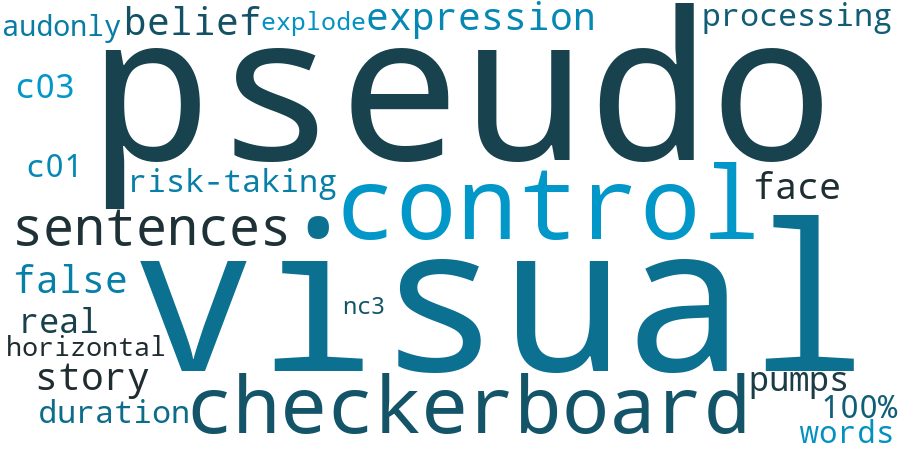 audonly
belief
explode
expression
processing
pseudo
c03
c01
risk-taking
control
face
sentences
visual
false
nc3
real
horizontal
story
checkerboard
pumps
duration
100%
words